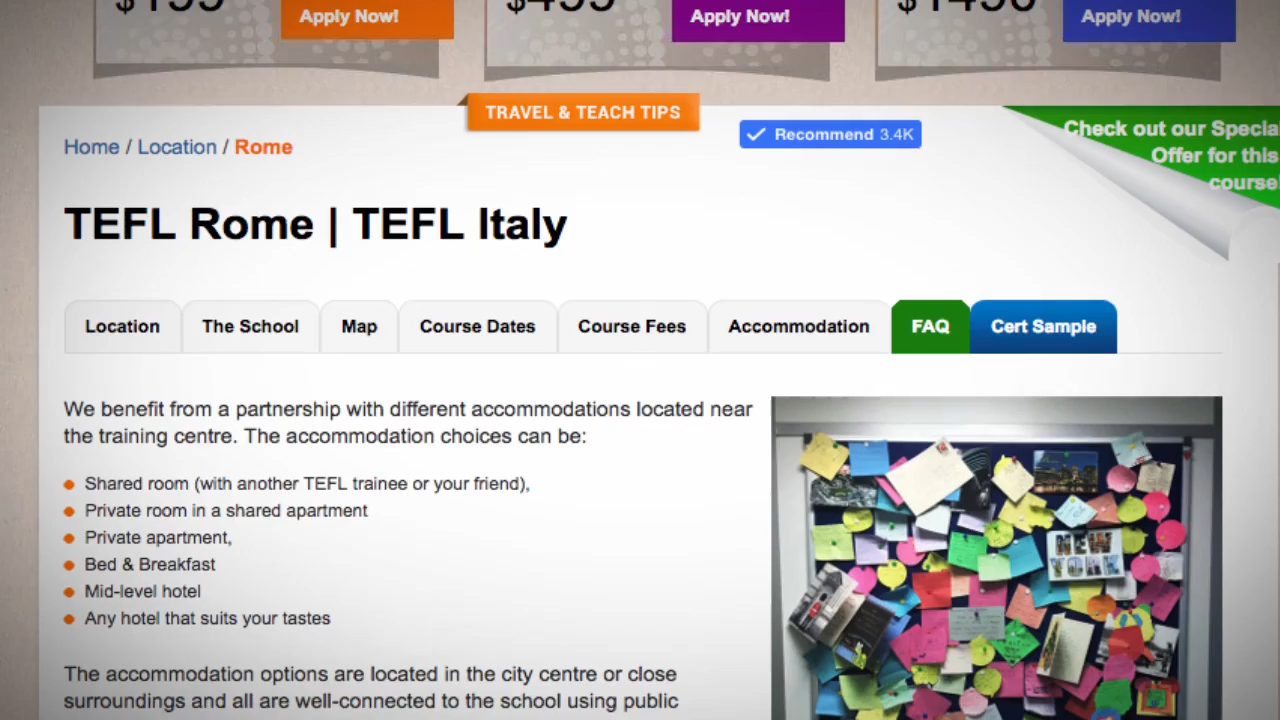 Apply Now!
Apply Now!
Apply Now!
TRAVEL & TEACH TIPS
Home / Location / Rome
Recommend 3.4K
Check out our Specia
Offer for this
course
TEFL Rome | TEFL Italy
Location
The School
Map
Course Dates
Course Fees
Accommodation
FAQ
Cert Sample
We benefit from a partnership with different accommodations located near
the training centre. The accommodation choices can be:
Shared room (with another TEFL trainee or your friend),
Private room in a shared apartment
Private apartment,
Bed & Breakfast
Mid-level hotel
Any hotel that suits your tastes
The accommodation options are located in the city centre or close
surroundings and all are well-connected to the school using public